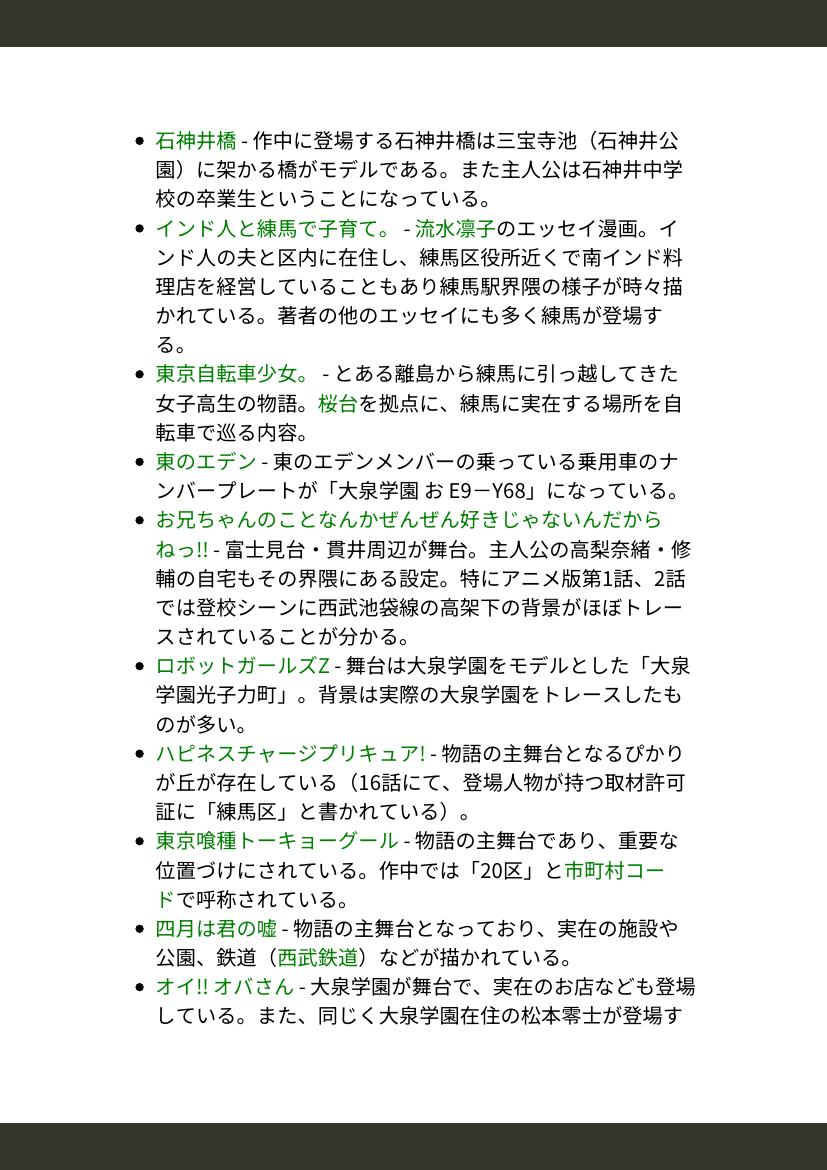 石神井橋 - 作中に登場する石神井橋は三宝寺池（石神井公
園）に架かる橋がモデルである。また主人公は石神井中学
校の卒業生ということになっている。
インド人と練馬で子育て。 - 流水凛子のエッセイ漫画。イ
ンド人の夫と区内に在住し、練馬区役所近くで南インド料
理店を経営していることもあり練馬駅界隈の様子が時々描
かれている。著者の他のエッセイにも多く練馬が登場す
る。
東京自転車少女。 - とある離島から練馬に引っ越してきた
女子高生の物語。桜台を拠点に、練馬に実在する場所を自
転車で巡る内容。
東のエデン - 東のエデンメンバーの乗っている乗用車のナ
ンバープレートが「大泉学園 お E9－Y68」になっている。
お兄ちゃんのことなんかぜんぜん好きじゃないんだから
ねっ!! - 富士見台・貫井周辺が舞台。主人公の高梨奈緒・修
輔の自宅もその界隈にある設定。特にアニメ版第1話、2話
では登校シーンに西武池袋線の高架下の背景がほぼトレー
スされていることが分かる。
ロボットガールズZ - 舞台は大泉学園をモデルとした「大泉
学園光子力町」。背景は実際の大泉学園をトレースしたも
のが多い。
ハピネスチャージプリキュア! - 物語の主舞台となるぴかり
が丘が存在している（16話にて、登場人物が持つ取材許可
証に「練馬区」と書かれている）。
東京喰種トーキョーグール - 物語の主舞台であり、重要な
位置づけにされている。作中では「20区」と市町村コー
ドで呼称されている。
四月は君の嘘 - 物語の主舞台となっており、実在の施設や
公園、鉄道（西武鉄道）などが描かれている。
オイ!! オバさん - 大泉学園が舞台で、実在のお店なども登場
している。また、同じく大泉学園在住の松本零士が登場す